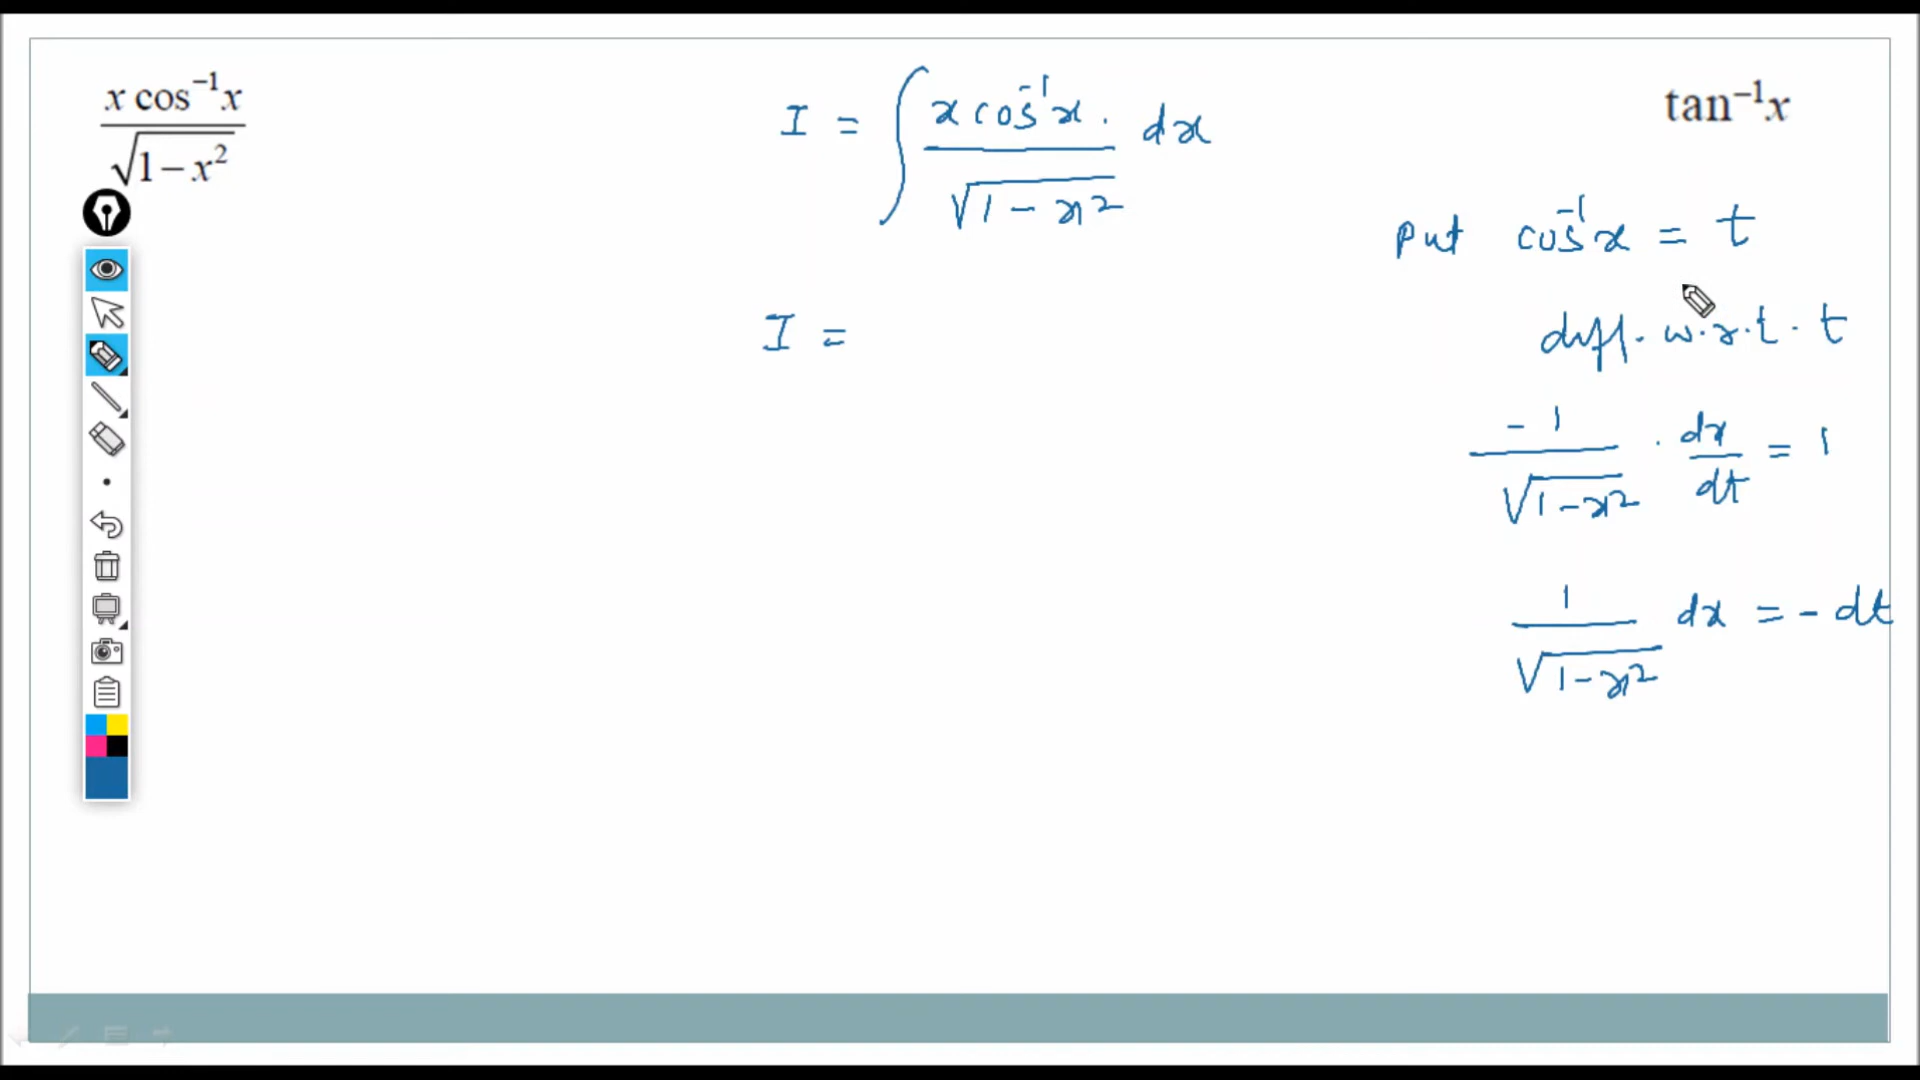 x cos⁻¹x
√1 − x²
I = ∫ x cos⁻¹x . dx
√1 − x²
I =
tan⁻¹x
Put cos⁻¹x = t
diff. w.r.t. t
−1 / √1−x² . dx/dt = 1
1 / √1−x² dx = − dt